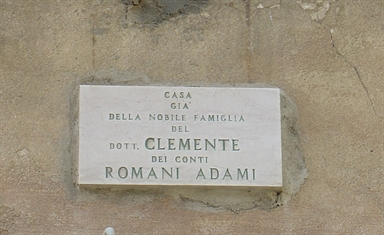 CASA
GIA'
DELLA NOBILE FAMIGLIA
DEL
DOTT. CLEMENTE
DEI CONTI
ROMANI ADAMI